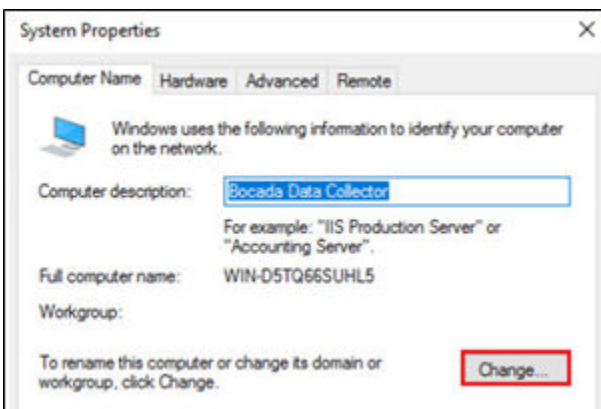 System Properties
Computer Name Hardware Advanced Remote
Windows uses the following information to identify your computer
on the network.
Computer description: Bocada Data Collector
For example: "IIS Production Server" or
"Accounting Server".
Full computer name: WIN-D5TQ66SUHL5
Workgroup:
To rename this computer or change its domain or
workgroup, click Change.
Change...